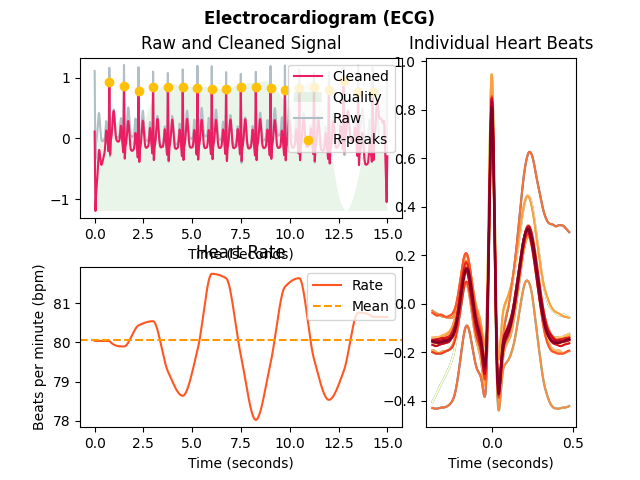 Electrocardiogram (ECG)
Raw and Cleaned Signal
1
0
−1
0.0 2.5 5.0 7.5 10.0 12.5 15.0
Time (seconds)
Cleaned
Quality
Raw
R-peaks
Heart Rate
Beats per minute (bpm)
81
80
79
78
0.0 2.5 5.0 7.5 10.0 12.5 15.0
Time (seconds)
Rate
Mean
Individual Heart Beats
1.0
0.8
0.6
0.4
0.2
0.0
−0.2
−0.4
0.0 0.5
Time (seconds)